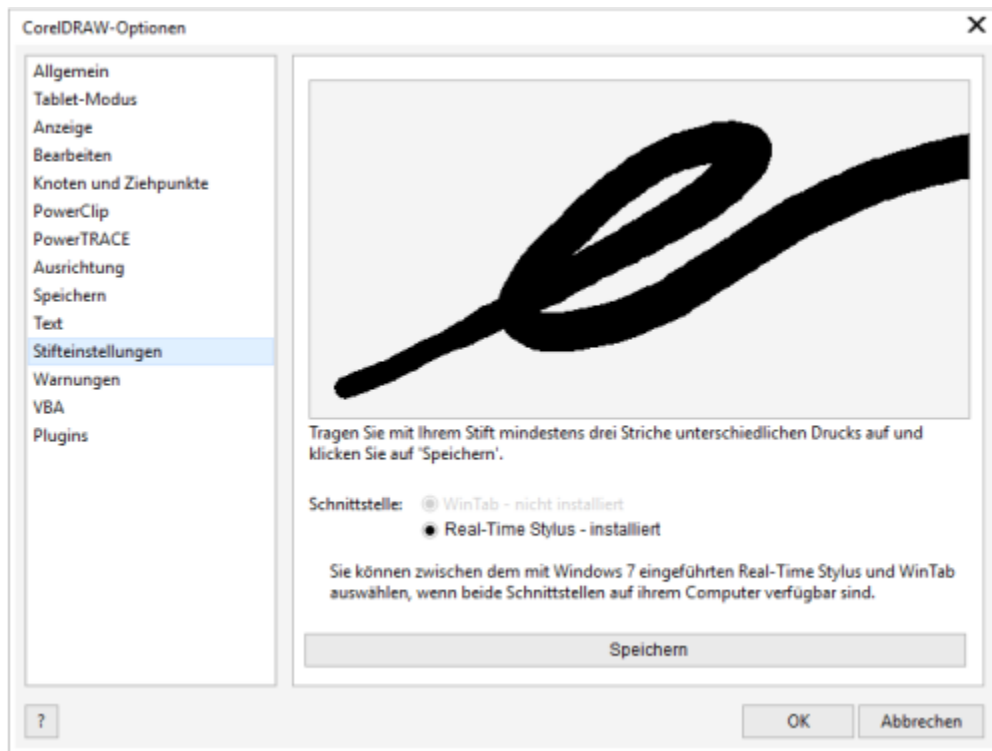 CorelDRAW-Optionen
Allgemein
Tablet-Modus
Anzeige
Bearbeiten
Knoten und Ziehpunkte
PowerClip
PowerTRACE
Ausrichtung
Speichern
Text
Stifteinstellungen
Warnungen
VBA
Plugins
Tragen Sie mit Ihrem Stift mindestens drei Striche unterschiedlichen Drucks auf und
klicken Sie auf 'Speichern'.
Schnittstelle: WinTab - nicht installiert
Real-Time Stylus - installiert
Sie können zwischen dem mit Windows 7 eingeführten Real-Time Stylus und WinTab
auswählen, wenn beide Schnittstellen auf ihrem Computer verfügbar sind.
Speichern
? OK Abbrechen